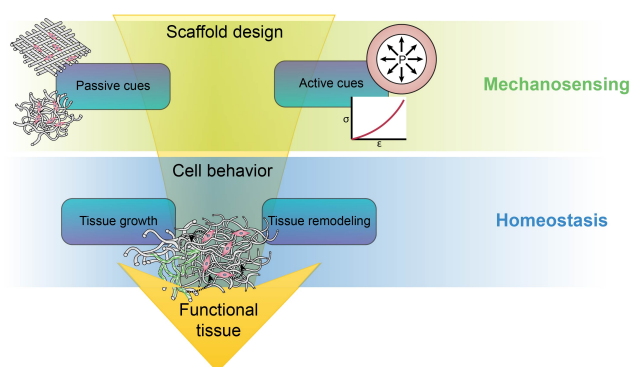 Scaffold design
Passive cues
Active cues
P
σ
ε
Mechanosensing
Cell behavior
Tissue growth
Tissue remodeling
Homeostasis
Functional
tissue